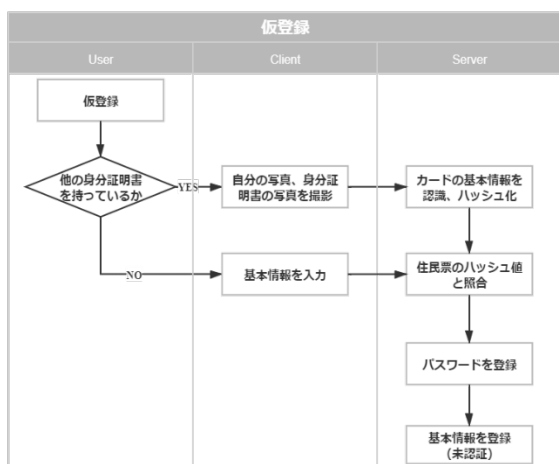 仮登録
User
Client
Server
仮登録
他の身分証明書
を持っているか
YES
自分の写真、身分証
明書の写真を撮影
カードの基本情報を
認識、ハッシュ化
NO
基本情報を入力
住民票のハッシュ値
と照合
パスワードを登録
基本情報を登録
(未認証)